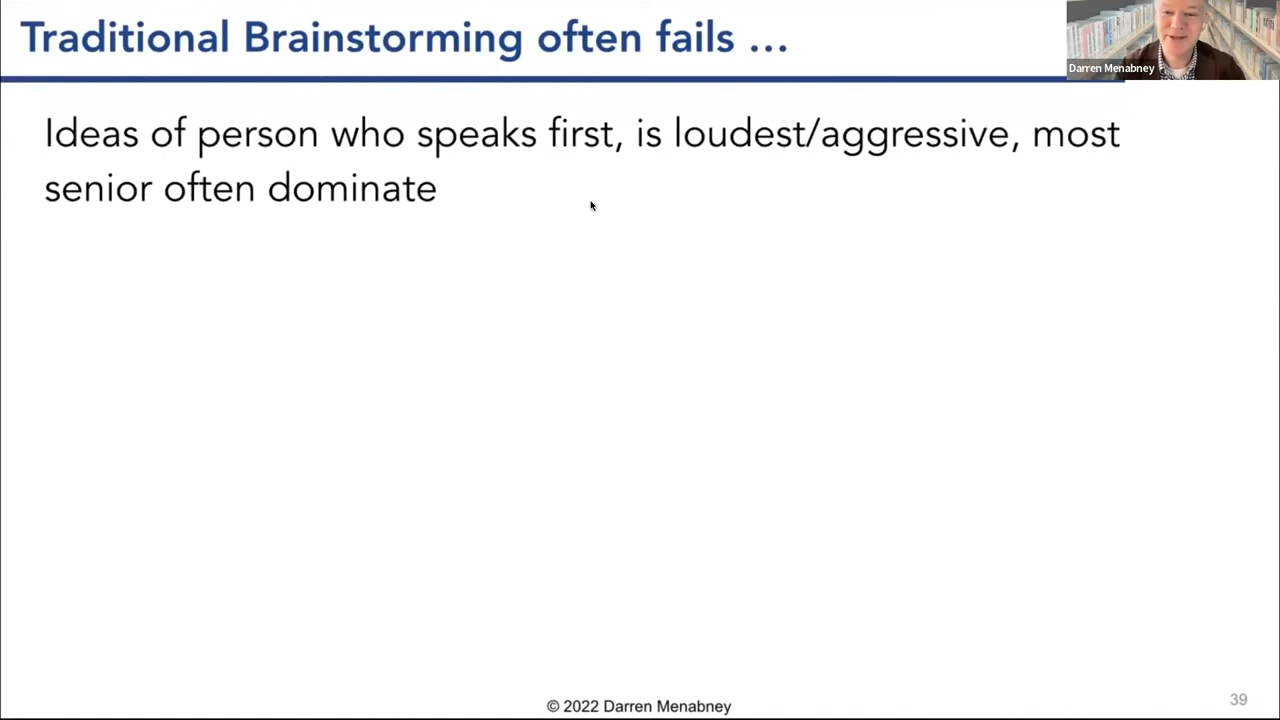 Traditional Brainstorming often fails …
Darren Menabney
Ideas of person who speaks first, is loudest/aggressive, most
senior often dominate
© 2022 Darren Menabney
39